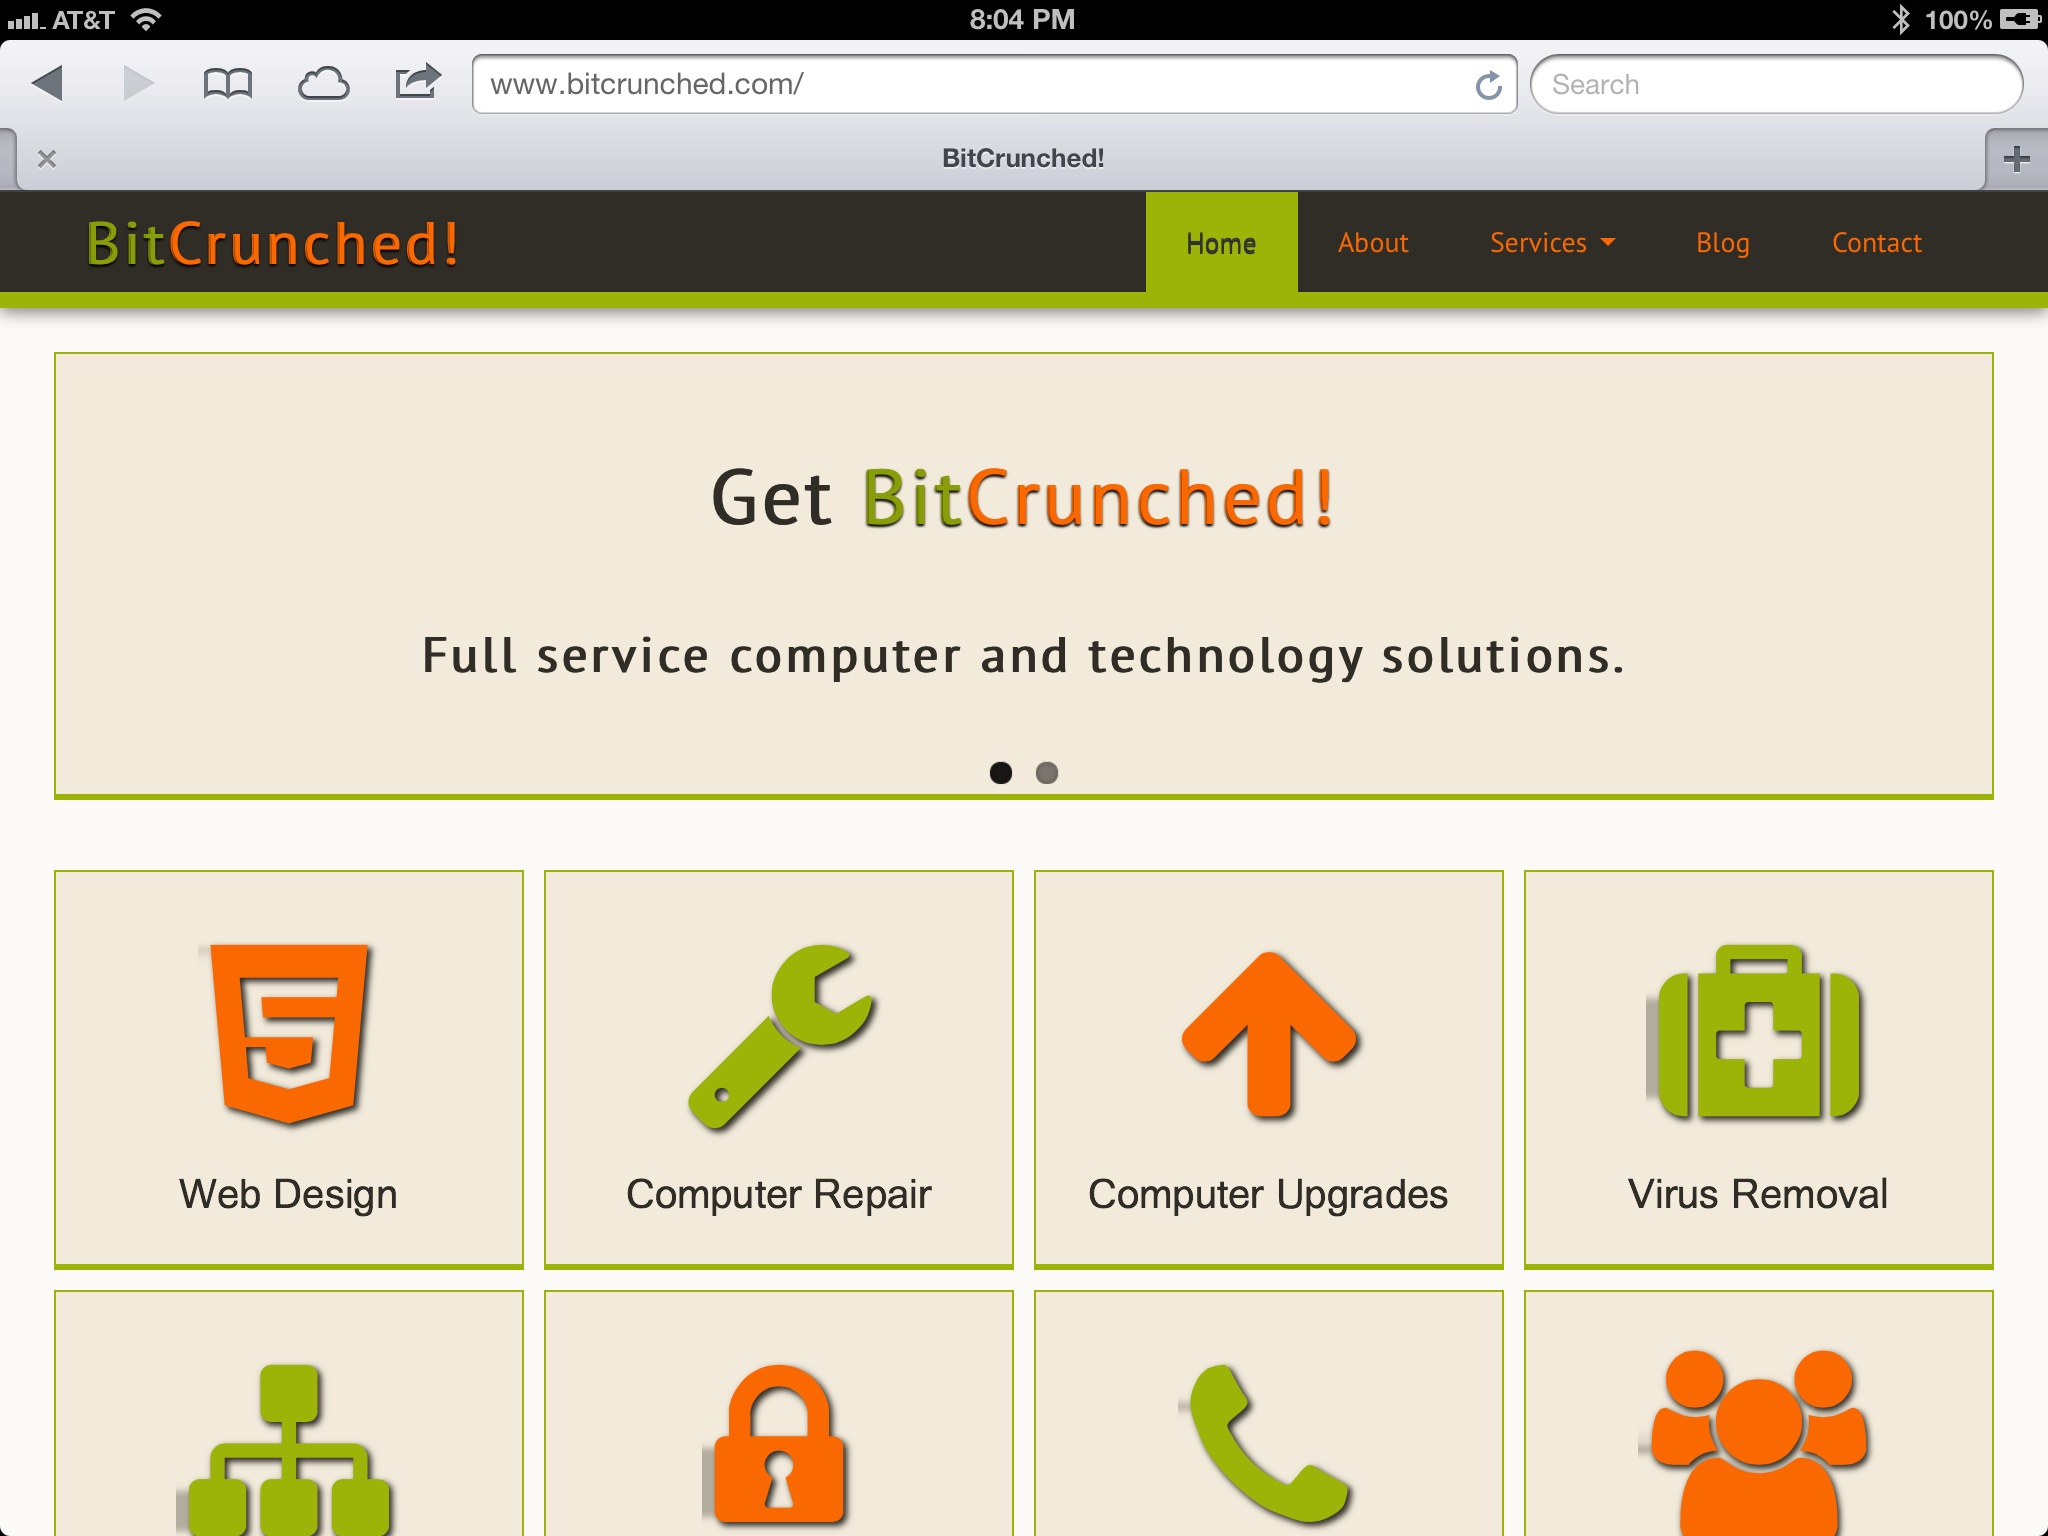 AT&T 8:04 PM 100%
www.bitcrunched.com/ Search
BitCrunched!
BitCrunched! Home About Services Blog Contact
Get BitCrunched!
Full service computer and technology solutions.
Web Design Computer Repair Computer Upgrades Virus Removal